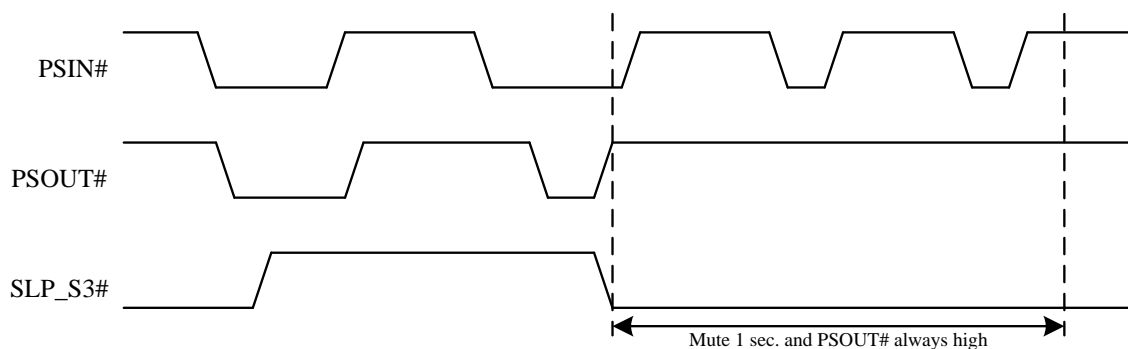 PSIN#
PSOUT#
SLP_S3#
Mute 1 sec. and PSOUT# always high